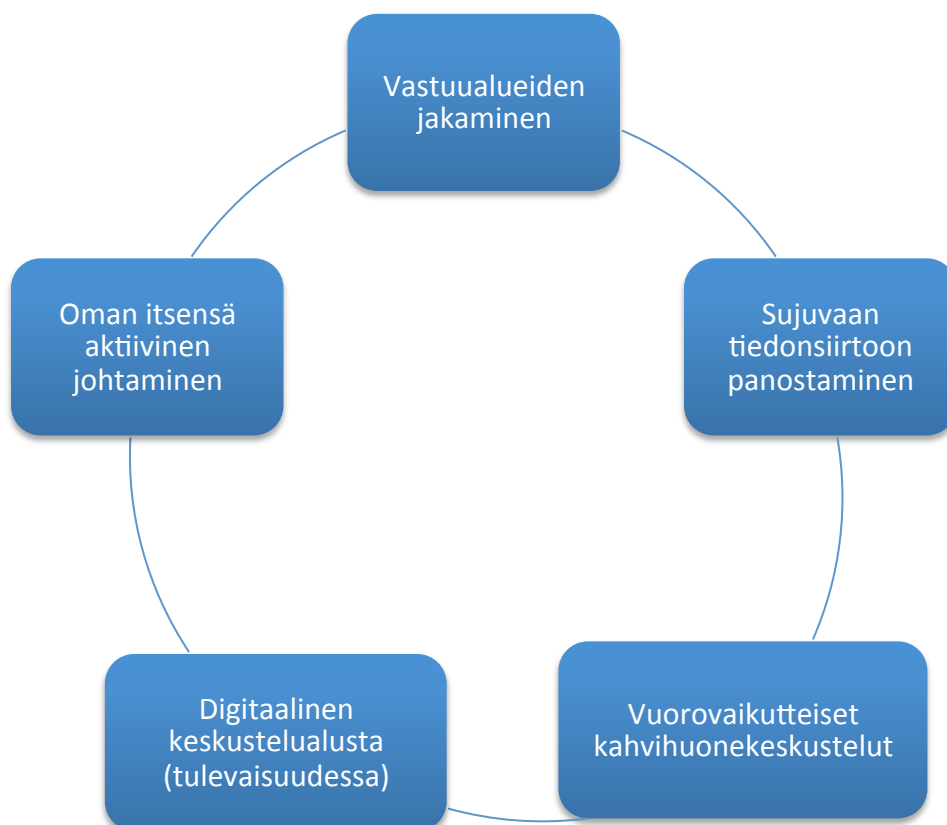 Vastuualueiden
jakaminen
Sujuvaan
tiedonsiirtoon
panostaminen
Vuorovaikutteiset
kahvihuonekeskustelut
Digitaalinen
keskustelualusta
(tulevaisuudessa)
Oman itsensä
aktiivinen
johtaminen